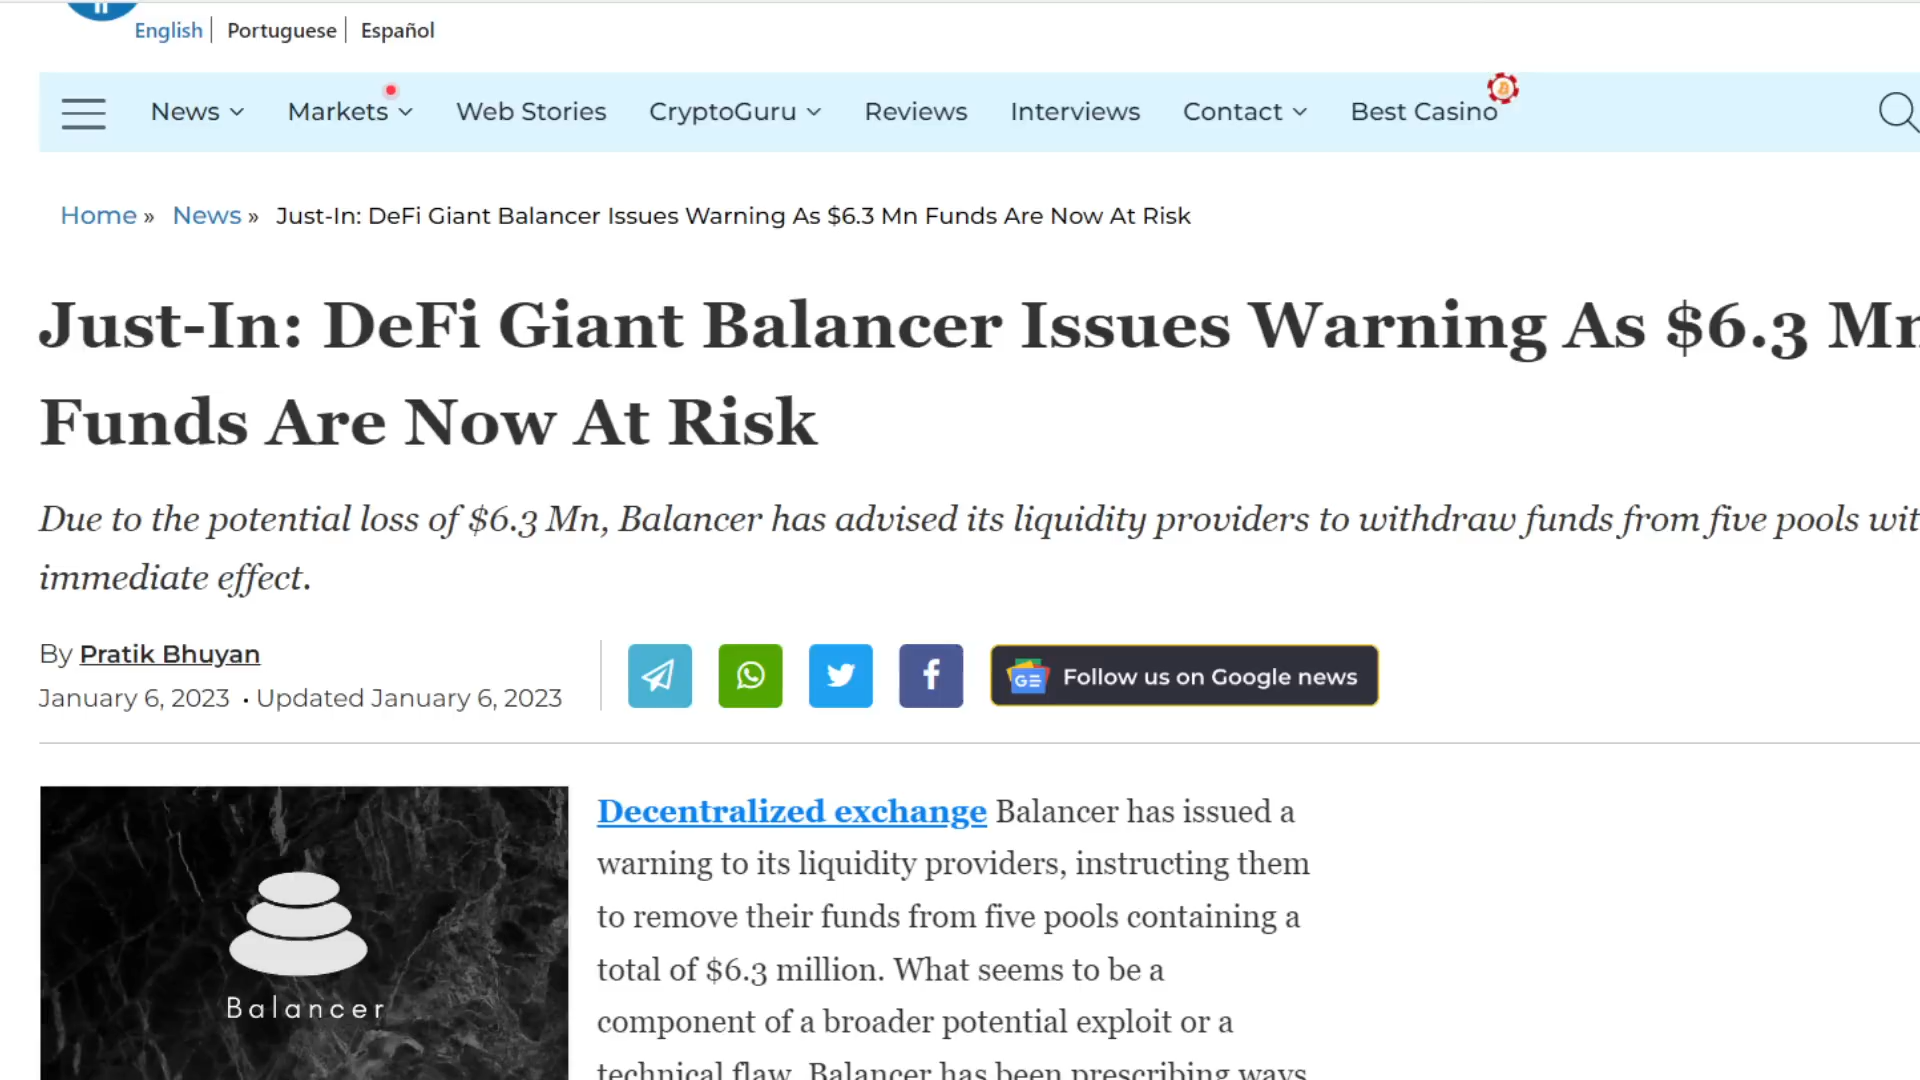 English | Portuguese | Español
News Markets Web Stories CryptoGuru Reviews Interviews Contact Best Casino
Home » News » Just-In: DeFi Giant Balancer Issues Warning As $6.3 Mn Funds Are Now At Risk
Just-In: DeFi Giant Balancer Issues Warning As $6.3 Mn
Funds Are Now At Risk
Due to the potential loss of $6.3 Mn, Balancer has advised its liquidity providers to withdraw funds from five pools wit
immediate effect.
By Pratik Bhuyan
January 6, 2023 • Updated January 6, 2023
Follow us on Google news
Balancer
Decentralized exchange Balancer has issued a
warning to its liquidity providers, instructing them
to remove their funds from five pools containing a
total of $6.3 million. What seems to be a
component of a broader potential exploit or a
technical flaw, Balancer has been prescribing ways